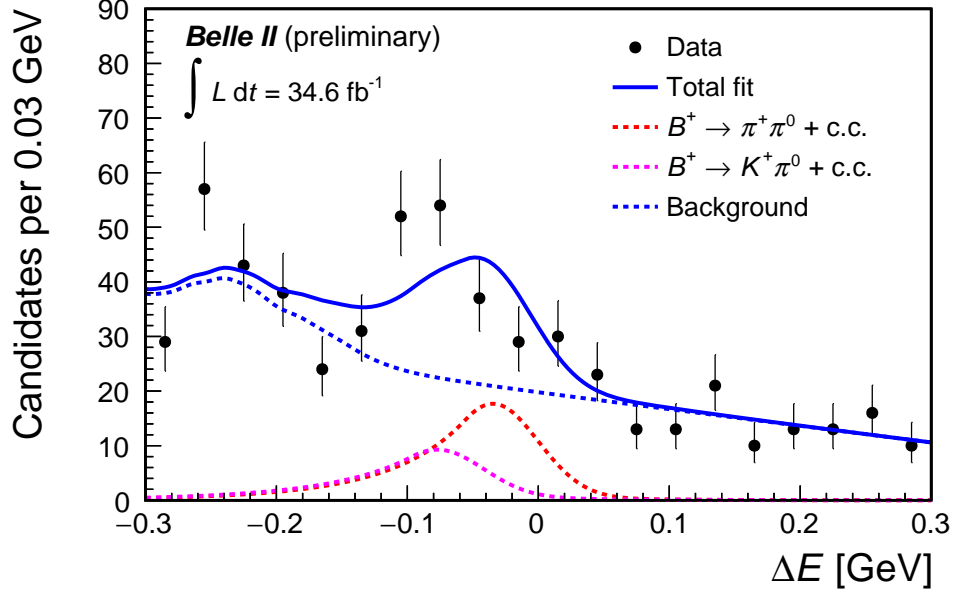 Belle II (preliminary)
∫ L dt = 34.6 fb⁻¹
Data
Total fit
B⁺ → π⁺π⁰ + c.c.
B⁺ → K⁺π⁰ + c.c.
Background
Candidates per 0.03 GeV
90
80
70
60
50
40
30
20
10
0
−0.3 −0.2 −0.1 0 0.1 0.2 0.3
ΔE [GeV]